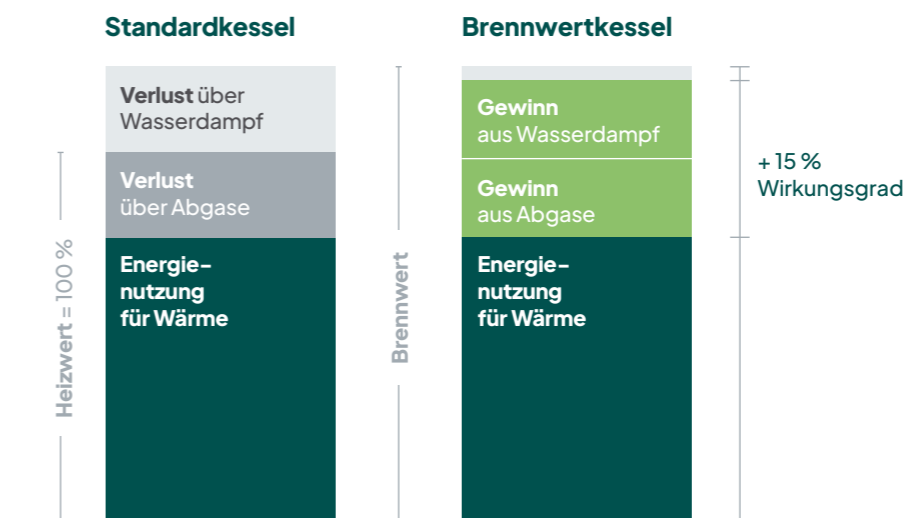 Standardkessel
Verlust über
Wasserdampf
Verlust
über Abgase
Energie-
nutzung
für Wärme
Heizwert = 100 %
Brennwert
Brennwertkessel
Gewinn
aus Wasserdampf
Gewinn
aus Abgase
Energie-
nutzung
für Wärme
+ 15 %
Wirkungsgrad